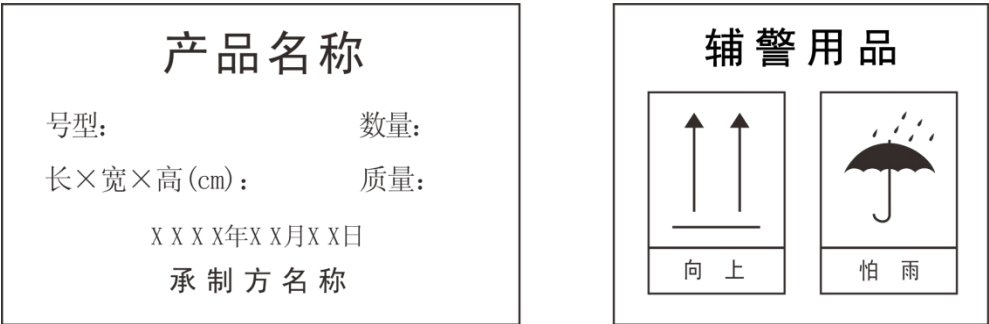 产品名称
号型：
数量：
长×宽×高(cm)：
质量：
XXXX年XX月XX日
承制方名称
辅警用品
向上
怕雨